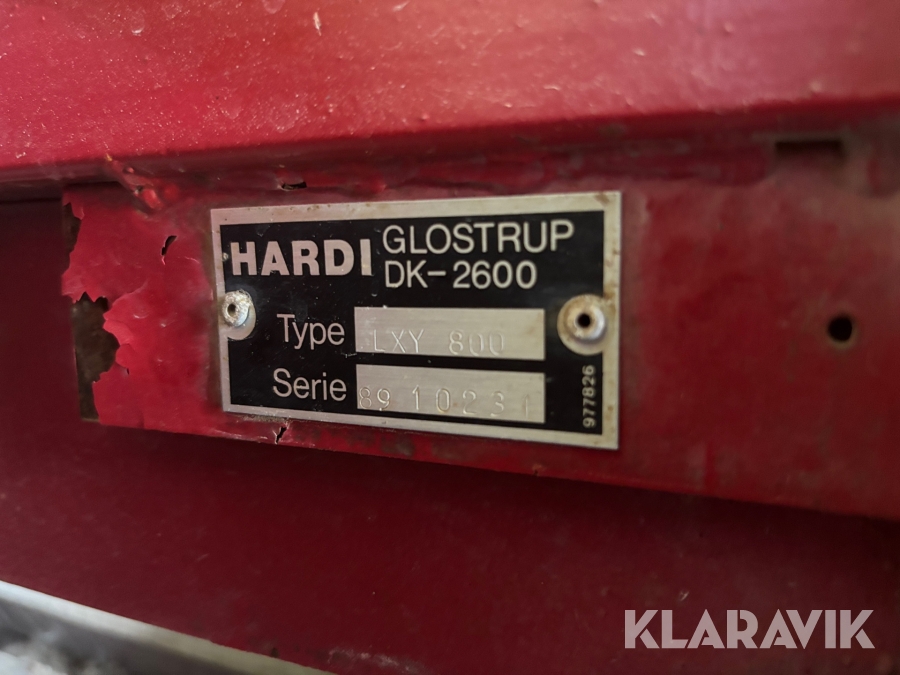 HARDI GLOSTRUP
DK-2600
Type LXY 800
Serie 89 10231
977826
KLARAVIK